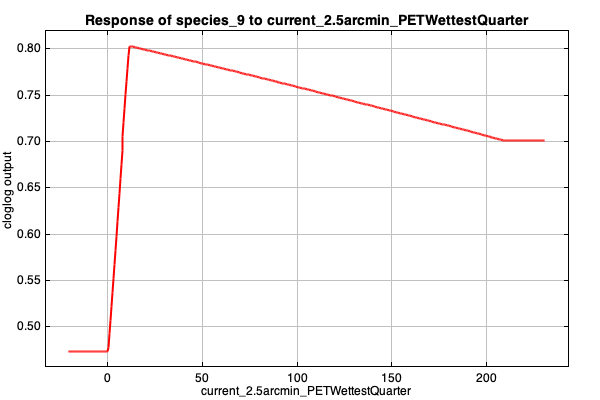 Response of species_9 to current_2.5arcmin_PETWettestQuarter
0.80
0.75
0.70
0.65
0.60
0.55
0.50
cloglog output
0 50 100 150 200
current_2.5arcmin_PETWettestQuarter